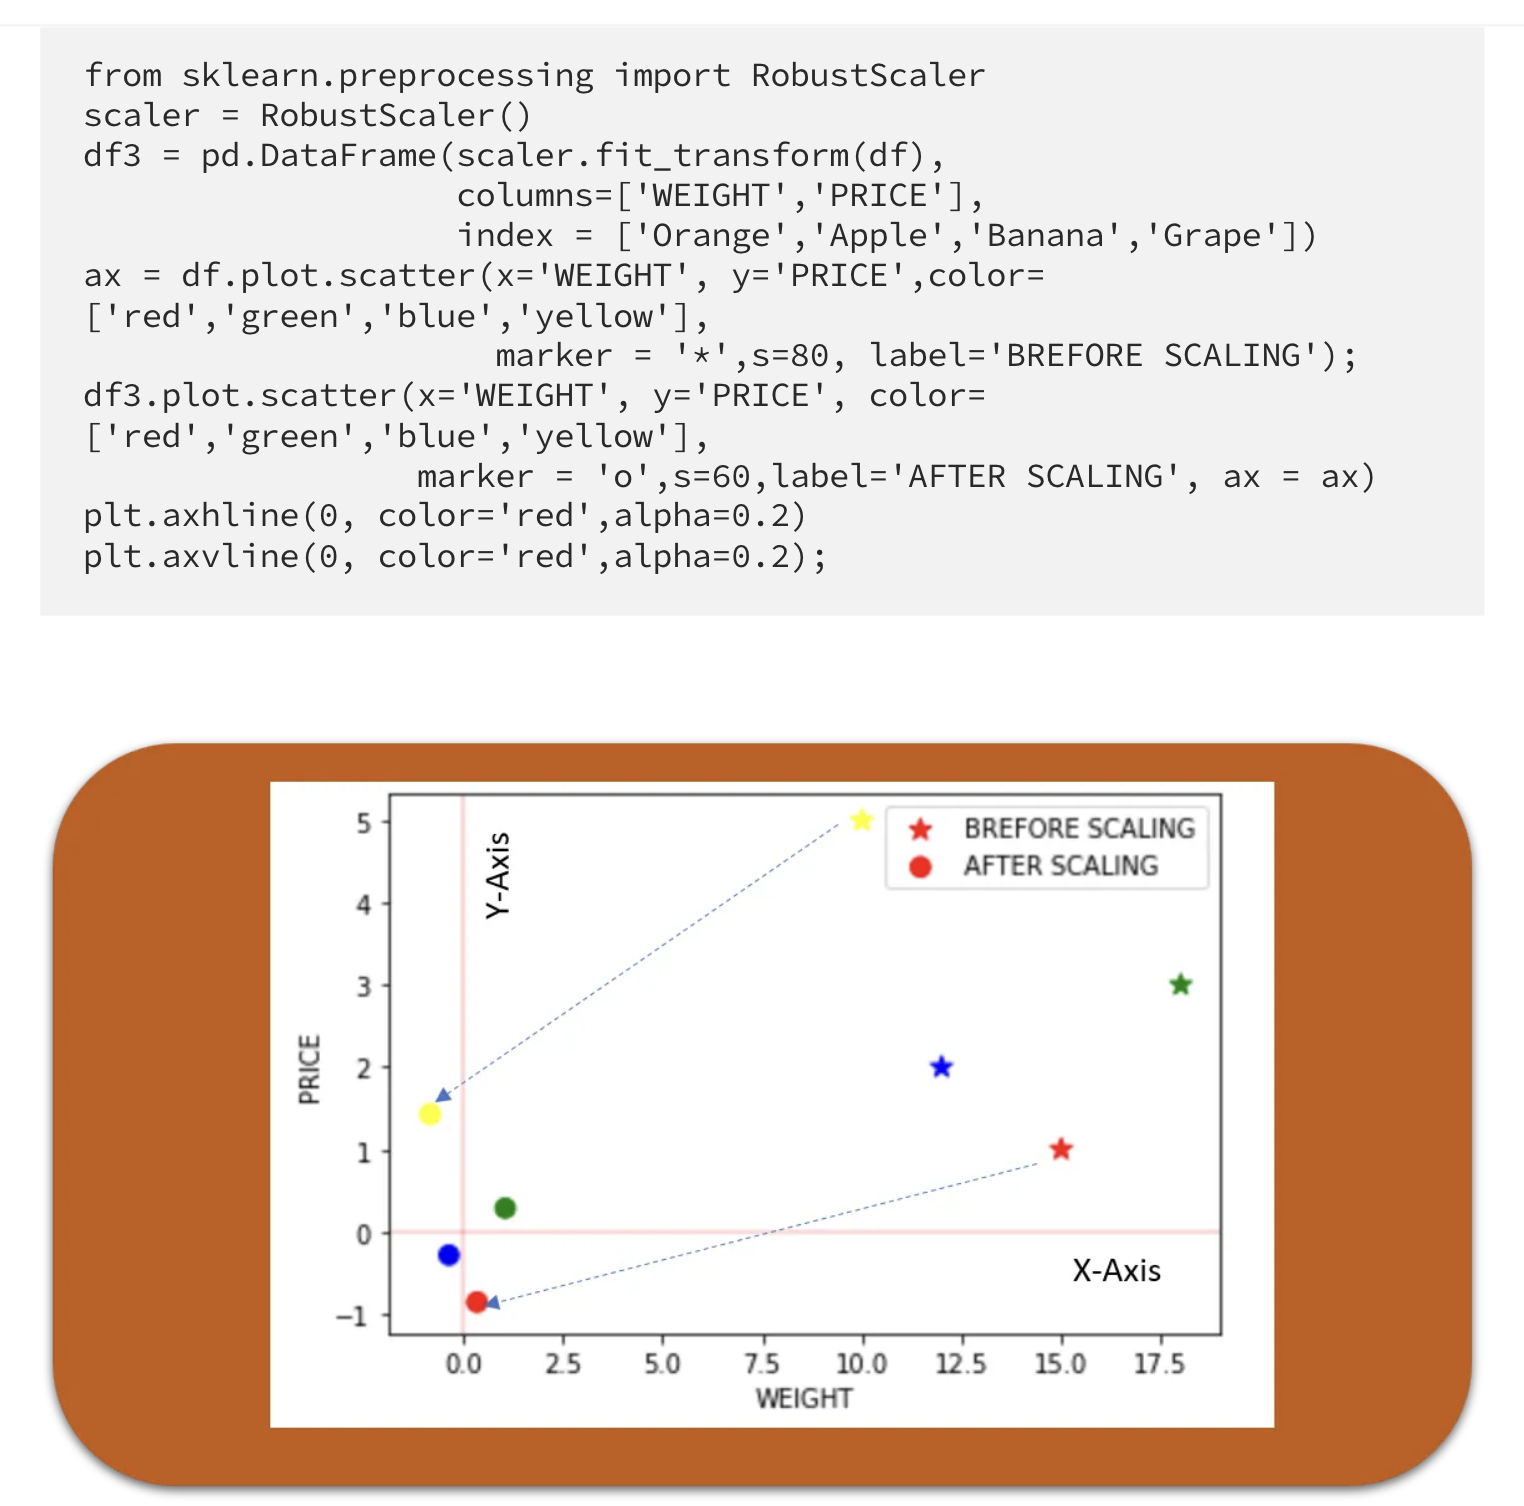 from sklearn.preprocessing import RobustScaler
scaler = RobustScaler()
df3 = pd.DataFrame(scaler.fit_transform(df),
                   columns=['WEIGHT','PRICE'],
                   index = ['Orange','Apple','Banana','Grape'])
ax = df.plot.scatter(x='WEIGHT', y='PRICE',color=
['red','green','blue','yellow'],
                     marker = '*',s=80, label='BREFORE SCALING');
df3.plot.scatter(x='WEIGHT', y='PRICE', color=
['red','green','blue','yellow'],
                 marker = 'o',s=60,label='AFTER SCALING', ax = ax)
plt.axhline(0, color='red',alpha=0.2)
plt.axvline(0, color='red',alpha=0.2);
BREFORE SCALING
AFTER SCALING
Y-Axis
5
4
3
2
1
0
−1
PRICE
X-Axis
0.0 2.5 5.0 7.5 10.0 12.5 15.0 17.5
WEIGHT